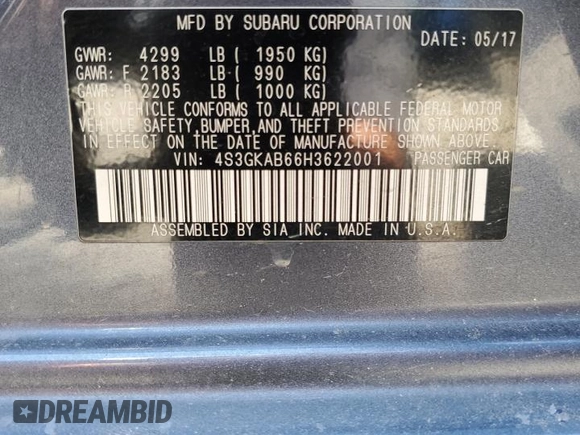 MFD BY SUBARU CORPORATION
DATE: 05/17
GVWR: 4299 LB ( 1950 KG)
GAWR: F 2183 LB ( 990 KG)
GAWR: R 2205 LB ( 1000 KG)
THIS VEHICLE CONFORMS TO ALL APPLICABLE FEDERAL MOTOR
VEHICLE SAFETY, BUMPER, AND THEFT PREVENTION STANDARDS
IN EFFECT ON THE DATE OF MANUFACTURE SHOWN ABOVE.
VIN: 4S3GKAB66H3622001 PASSENGER CAR
ASSEMBLED BY SIA, INC. MADE IN U.S.A.
DREAMBID